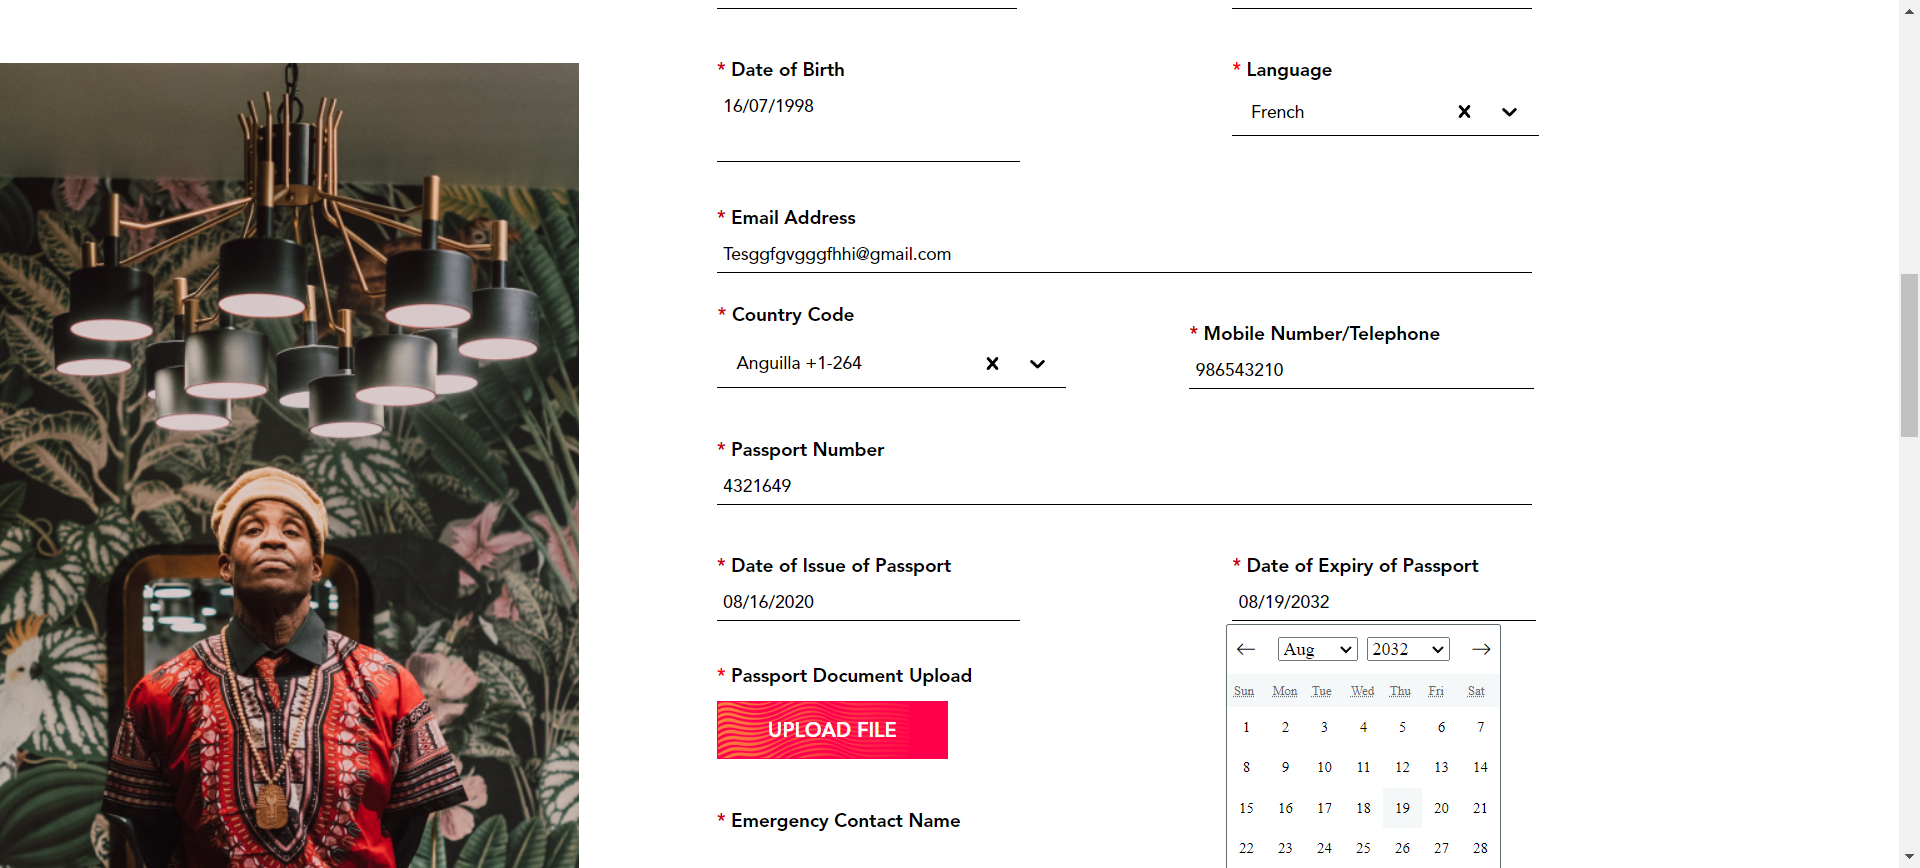 * Date of Birth
16/07/1998
* Language
French
* Email Address
Tesggfgvgggfhhi@gmail.com
* Country Code
Anguilla +1-264
* Mobile Number/Telephone
986543210
* Passport Number
4321649
* Date of Issue of Passport
08/16/2020
* Date of Expiry of Passport
08/19/2032
Aug 2032
Sun Mon Tue Wed Thu Fri Sat
1 2 3 4 5 6 7
8 9 10 11 12 13 14
15 16 17 18 19 20 21
22 23 24 25 26 27 28
* Passport Document Upload
UPLOAD FILE
* Emergency Contact Name